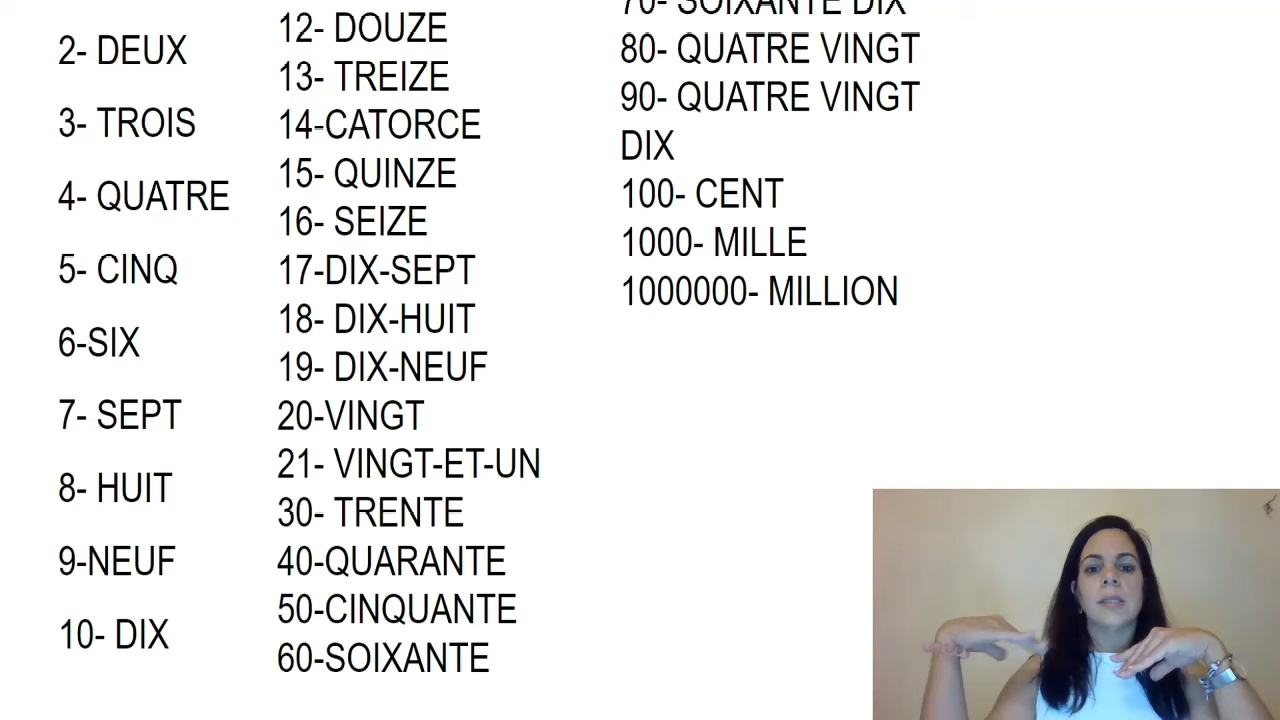 2- DEUX
3- TROIS
4- QUATRE
5- CINQ
6-SIX
7- SEPT
8- HUIT
9-NEUF
10- DIX
12- DOUZE
13- TREIZE
14-CATORCE
15- QUINZE
16- SEIZE
17-DIX-SEPT
18- DIX-HUIT
19- DIX-NEUF
20-VINGT
21- VINGT-ET-UN
30- TRENTE
40-QUARANTE
50-CINQUANTE
60-SOIXANTE
70- SOIXANTE DIX
80- QUATRE VINGT
90- QUATRE VINGT
DIX
100- CENT
1000- MILLE
1000000- MILLION